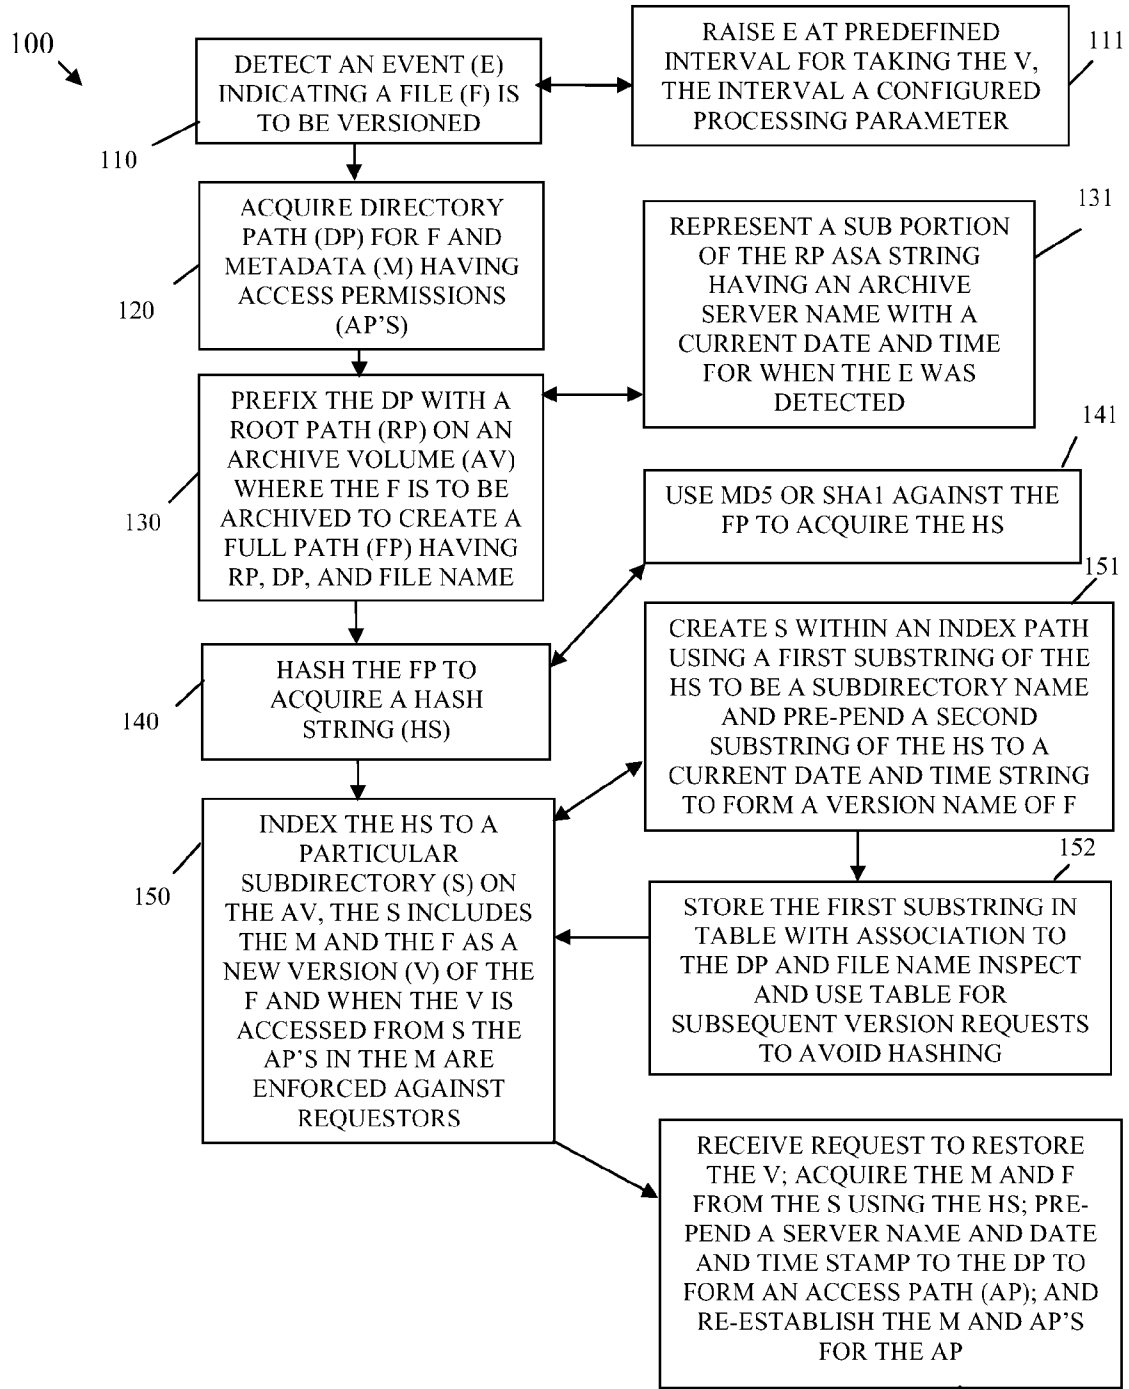 100
DETECT AN EVENT (E)
INDICATING A FILE (F) IS
TO BE VERSIONED
110
RAISE E AT PREDEFINED
INTERVAL FOR TAKING THE V,
THE INTERVAL A CONFIGURED
PROCESSING PARAMETER
111
ACQUIRE DIRECTORY
PATH (DP) FOR F AND
METADATA (M) HAVING
ACCESS PERMISSIONS
(AP'S)
120
REPRESENT A SUB PORTION
OF THE RP ASA STRING
HAVING AN ARCHIVE
SERVER NAME WITH A
CURRENT DATE AND TIME
FOR WHEN THE E WAS
DETECTED
131
PREFIX THE DP WITH A
ROOT PATH (RP) ON AN
ARCHIVE VOLUME (AV)
WHERE THE F IS TO BE
ARCHIVED TO CREATE A
FULL PATH (FP) HAVING
RP, DP, AND FILE NAME
130
USE MD5 OR SHA1 AGAINST THE
FP TO ACQUIRE THE HS
141
HASH THE FP TO
ACQUIRE A HASH
STRING (HS)
140
CREATE S WITHIN AN INDEX PATH
USING A FIRST SUBSTRING OF THE
HS TO BE A SUBDIRECTORY NAME
AND PRE-PEND A SECOND
SUBSTRING OF THE HS TO A
CURRENT DATE AND TIME STRING
TO FORM A VERSION NAME OF F
151
INDEX THE HS TO A
PARTICULAR
SUBDIRECTORY (S) ON
THE AV, THE S INCLUDES
THE M AND THE F AS A
NEW VERSION (V) OF THE
F AND WHEN THE V IS
ACCESSED FROM S THE
AP'S IN THE M ARE
ENFORCED AGAINST
REQUESTORS
150
STORE THE FIRST SUBSTRING IN
TABLE WITH ASSOCIATION TO
THE DP AND FILE NAME INSPECT
AND USE TABLE FOR
SUBSEQUENT VERSION REQUESTS
TO AVOID HASHING
152
RECEIVE REQUEST TO RESTORE
THE V; ACQUIRE THE M AND F
FROM THE S USING THE HS; PRE-
PEND A SERVER NAME AND DATE
AND TIME STAMP TO THE DP TO
FORM AN ACCESS PATH (AP); AND
RE-ESTABLISH THE M AND AP'S
FOR THE AP